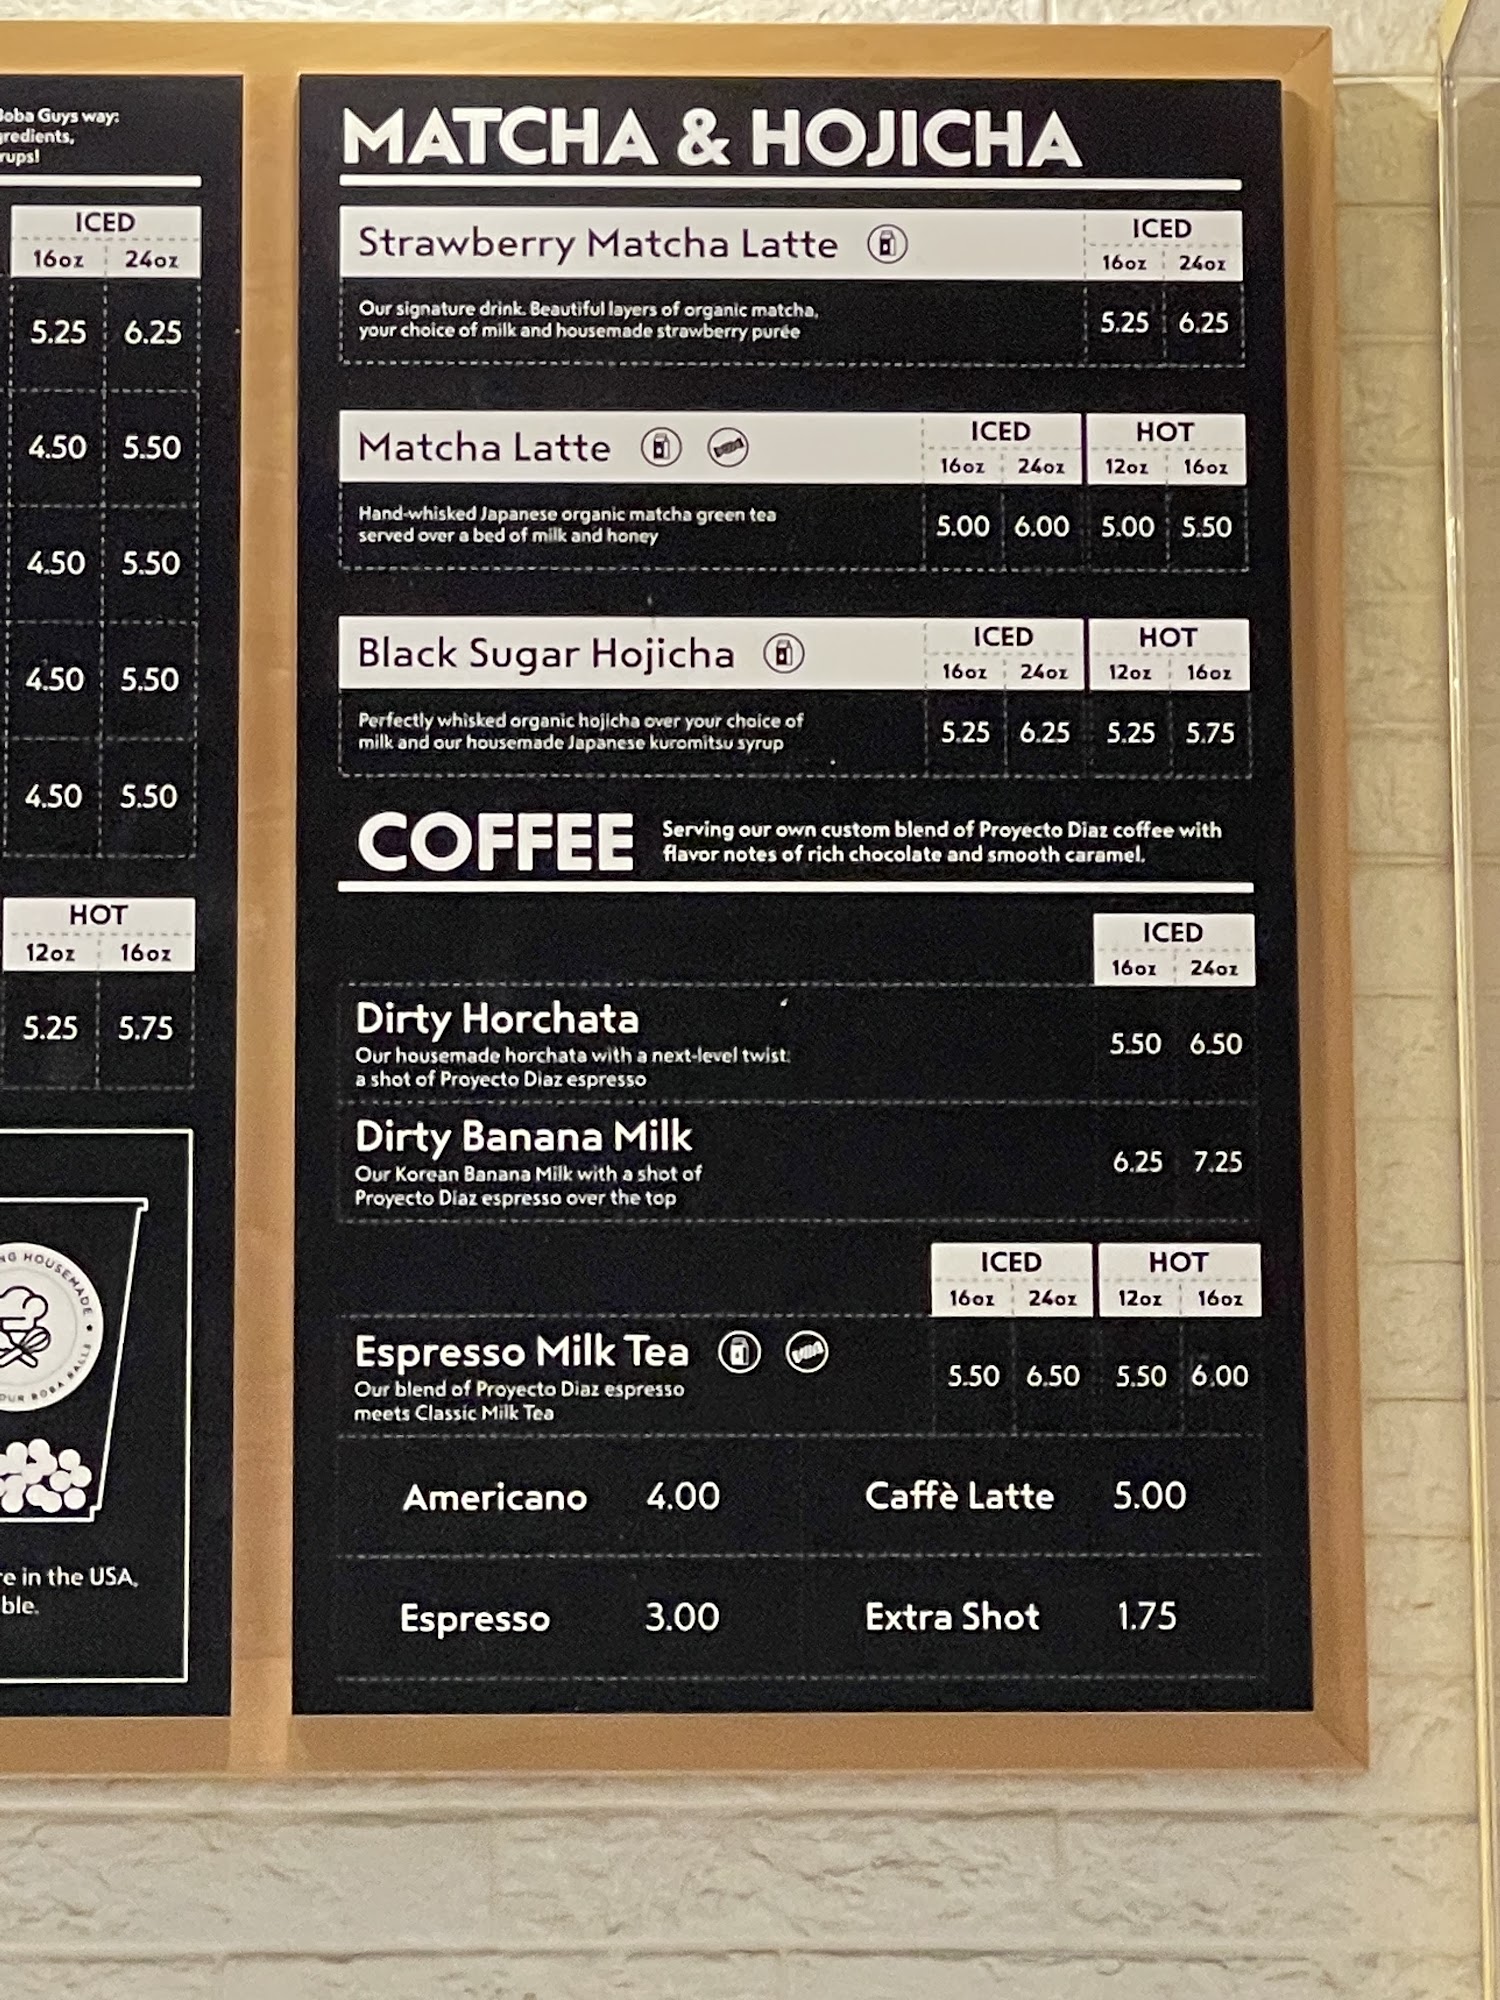 Boba Guys way:
ICED
16oz 24oz
5.25 6.25
4.50 5.50
4.50 5.50
4.50 5.50
4.50 5.50
HOT
12oz 16oz
5.25 5.75
HOUSEMADE
OUR BOBA BALLS
in the USA,
MATCHA & HOJICHA
Strawberry Matcha Latte
ICED
16oz 24oz
Our signature drink. Beautiful layers of organic matcha,
your choice of milk and housemade strawberry purée
5.25 6.25
Matcha Latte
ICED HOT
16oz 24oz 12oz 16oz
Hand-whisked Japanese organic matcha green tea
served over a bed of milk and honey
5.00 6.00 5.00 5.50
Black Sugar Hojicha
ICED HOT
16oz 24oz 12oz 16oz
Perfectly whisked organic hojicha over your choice of
milk and our housemade Japanese kuromitsu syrup
5.25 6.25 5.25 5.75
COFFEE
Serving our own custom blend of Proyecto Diaz coffee with
flavor notes of rich chocolate and smooth caramel.
ICED
16oz 24oz
Dirty Horchata
Our housemade horchata with a next-level twist:
a shot of Proyecto Diaz espresso
5.50 6.50
Dirty Banana Milk
Our Korean Banana Milk with a shot of
Proyecto Diaz espresso over the top
6.25 7.25
ICED HOT
16oz 24oz 12oz 16oz
Espresso Milk Tea
Our blend of Proyecto Diaz espresso
meets Classic Milk Tea
5.50 6.50 5.50 6.00
Americano 4.00 Caffè Latte 5.00
Espresso 3.00 Extra Shot 1.75